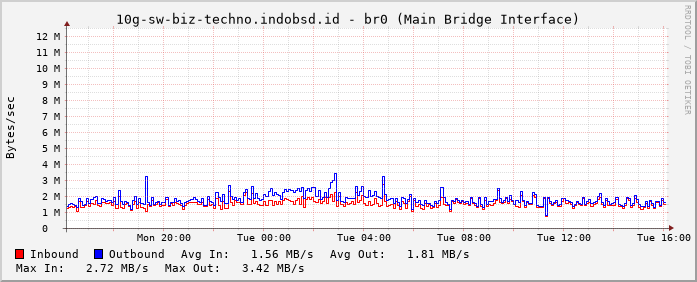 10g-sw-biz-techno.indobsd.id - br0 (Main Bridge Interface)
RRDTOOL / TOBI OETIKER
Bytes/sec
12 M
11 M
10 M
9 M
8 M
7 M
6 M
5 M
4 M
3 M
2 M
1 M
0
Mon 20:00 Tue 00:00 Tue 04:00 Tue 08:00 Tue 12:00 Tue 16:00
Inbound Outbound Avg In: 1.56 MB/s Avg Out: 1.81 MB/s
Max In: 2.72 MB/s Max Out: 3.42 MB/s